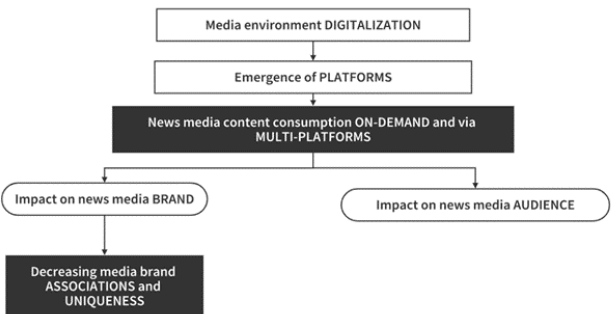 Media environment DIGITALIZATION
Emergence of PLATFORMS
News media content consumption ON-DEMAND and via
MULTI-PLATFORMS
Impact on news media BRAND
Impact on news media AUDIENCE
Decreasing media brand
ASSOCIATIONS and
UNIQUENESS